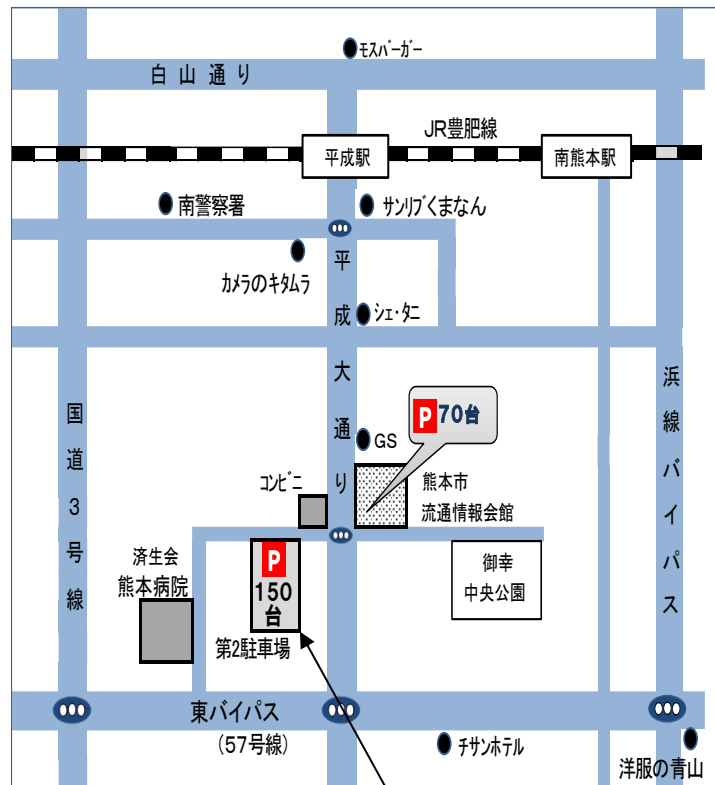 モスバーガー
白山通り
JR豊肥線
平成駅
南熊本駅
南警察署
サンリブくまなん
カメラのキタムラ
平成大通り
シェ・タニ
P70台
浜線バイパス
国道3号線
GS
コンビニ
熊本市
流通情報会館
済生会
熊本病院
P
150
台
第2駐車場
御幸
中央公園
東バイパス
(57号線)
チサンホテル
洋服の青山